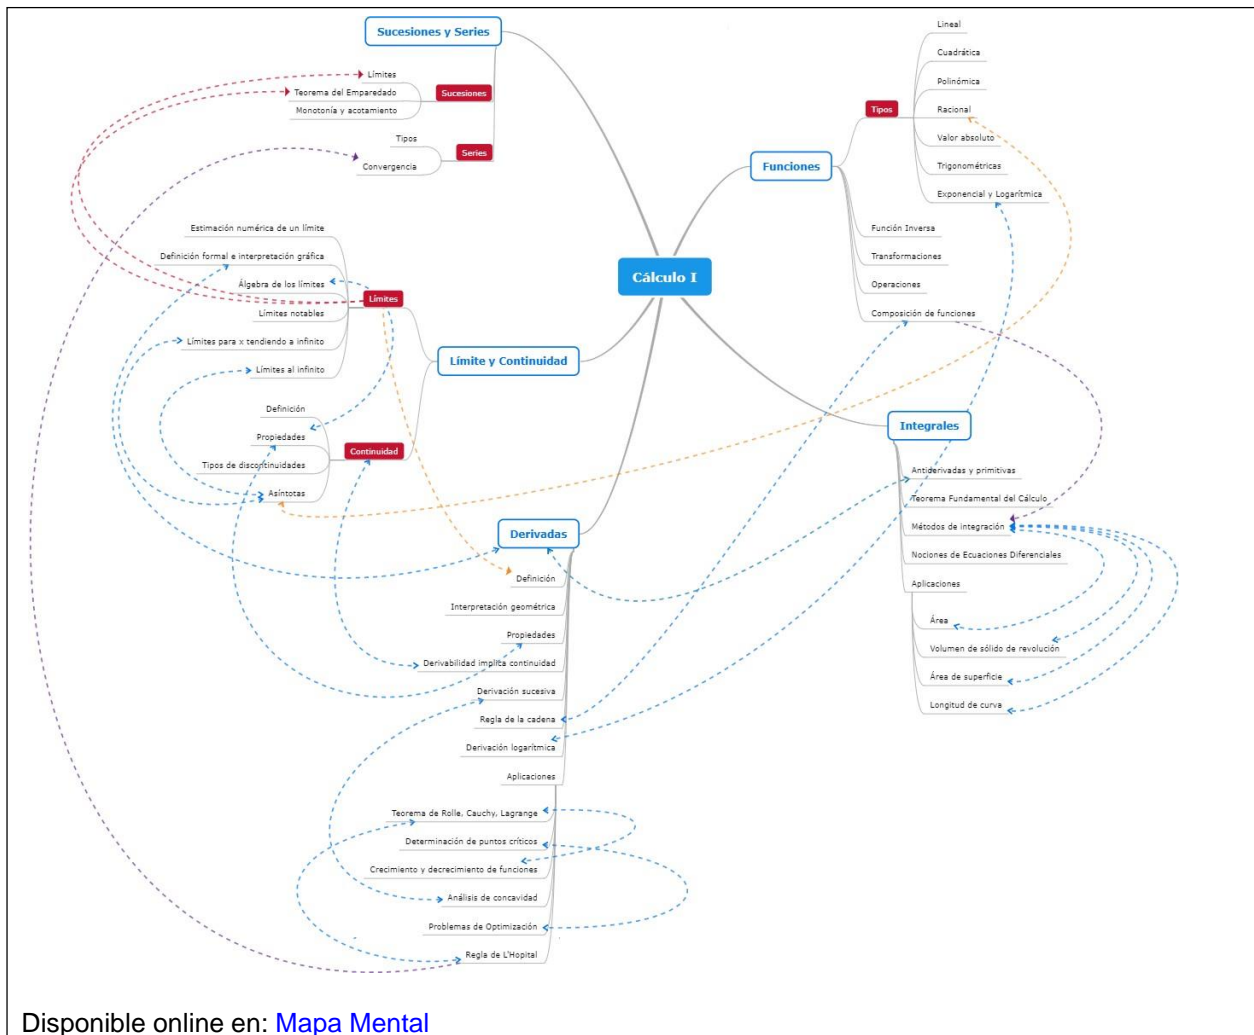 Sucesiones y Series
Límites
Teorema del Emparedado
Monotonía y acotamiento
Sucesiones
Tipos
Convergencia
Series
Lineal
Cuadrática
Polinómica
Racional
Valor absoluto
Trigonométricas
Exponencial y Logarítmica
Tipos
Funciones
Función Inversa
Transformaciones
Operaciones
Composición de funciones
Cálculo I
Estimación numérica de un límite
Definición formal e interpretación gráfica
Álgebra de los límites
Límites notables
Límites para x tendiendo a infinito
Límites al infinito
Límites
Límite y Continuidad
Definición
Propiedades
Tipos de discontinuidades
Asíntotas
Continuidad
Integrales
Antiderivadas y primitivas
Teorema Fundamental del Cálculo
Métodos de integración
Nociones de Ecuaciones Diferenciales
Aplicaciones
Área
Volumen de sólido de revolución
Área de superficie
Longitud de curva
Derivadas
Definición
Interpretación geométrica
Propiedades
Derivabilidad implica continuidad
Derivación sucesiva
Regla de la cadena
Derivación logarítmica
Aplicaciones
Teorema de Rolle, Cauchy, Lagrange
Determinación de puntos críticos
Crecimiento y decrecimiento de funciones
Análisis de concavidad
Problemas de Optimización
Regla de L'Hopital
Disponible online en: Mapa Mental